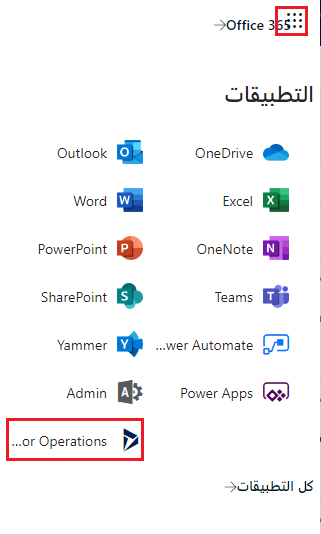 Office 365
التطبيقات
OneDrive
Outlook
Excel
Word
OneNote
PowerPoint
Teams
SharePoint
...wer Automate
Yammer
Power Apps
Admin
...or Operations
كل التطبيقات